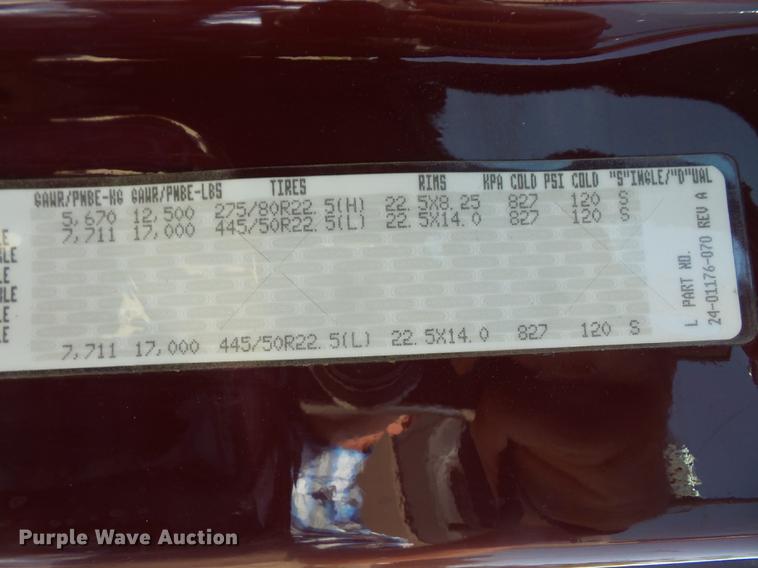 GAWR/PNBE-KG GAWR/PNBE-LBS TIRES RIMS KPA COLD PSI COLD "S"INGLE/"D"UAL
5,670 12,500 275/80R22.5(H) 22.5X8.25 827 120 S
7,711 17,000 445/50R22.5(L) 22.5X14.0 827 120 S
7,711 17,000 445/50R22.5(L) 22.5X14.0 827 120 S
L PART NO.
24-01176-070 REV A
Purple Wave Auction